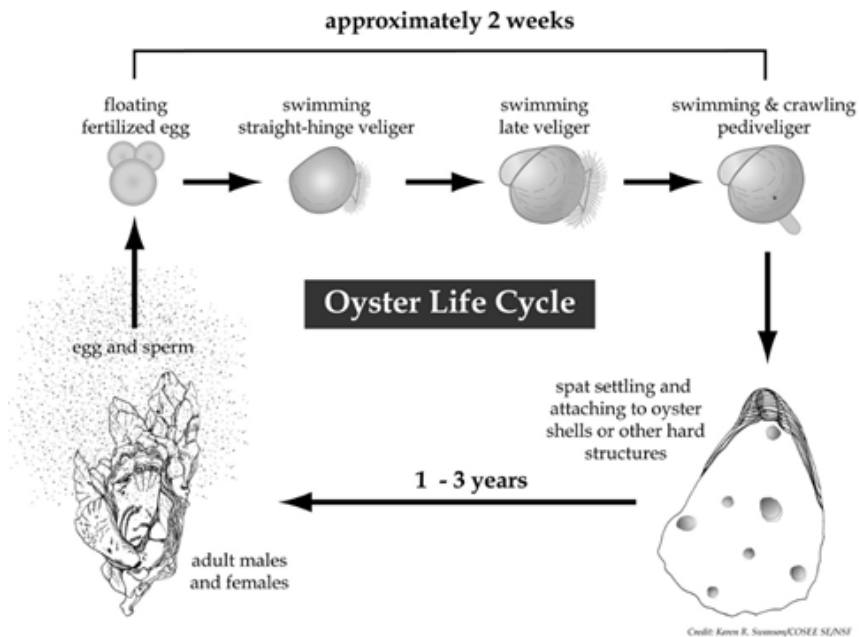 approximately 2 weeks
floating
fertilized egg
swimming
straight-hinge veliger
swimming
late veliger
swimming & crawling
pediveliger
Oyster Life Cycle
egg and sperm
spat settling and
attaching to oyster
shells or other hard
structures
1 - 3 years
adult males
and females
Credit: Karen R. Swanson/COSEE SE/NSF